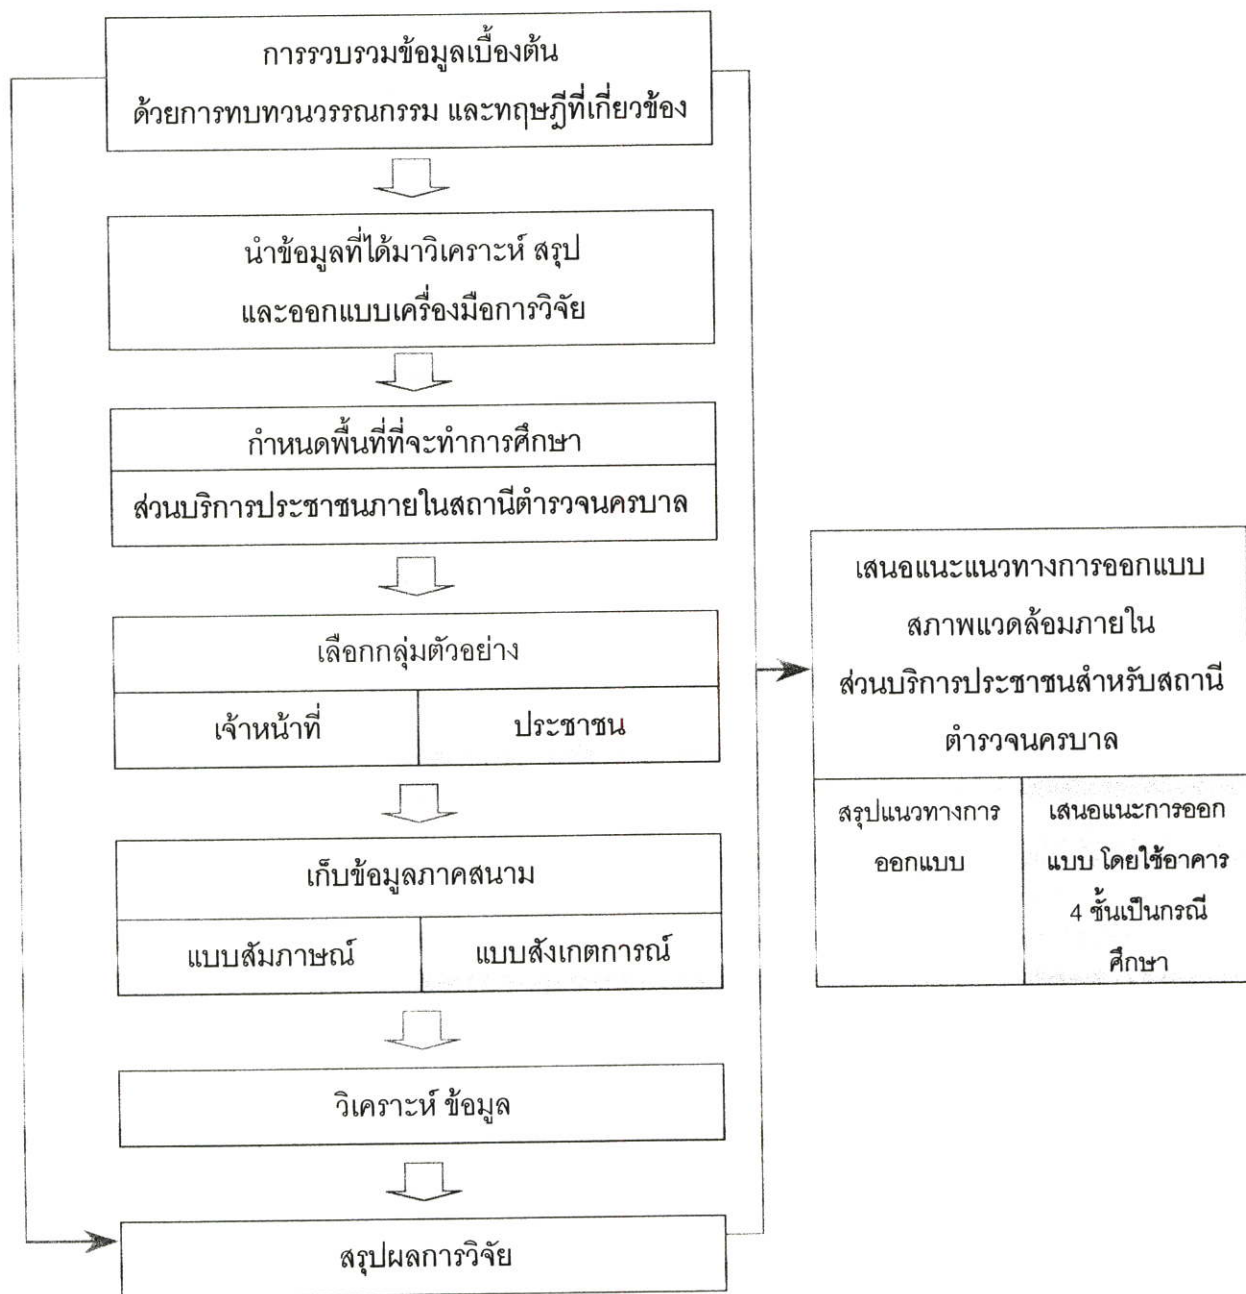 การรวบรวมข้อมูลเบื้องต้น
ด้วยการทบทวนวรรณกรรม และทฤษฎีที่เกี่ยวข้อง
นำข้อมูลที่ได้มาวิเคราะห์ สรุป
และออกแบบเครื่องมือการวิจัย
กำหนดพื้นที่ที่จะทำการศึกษา
ส่วนบริการประชาชนภายในสถานีตำรวจนครบาล
เลือกกลุ่มตัวอย่าง
เจ้าหน้าที่
ประชาชน
เก็บข้อมูลภาคสนาม
แบบสัมภาษณ์
แบบสังเกตการณ์
วิเคราะห์ ข้อมูล
สรุปผลการวิจัย
เสนอแนะแนวทางการออกแบบ
สภาพแวดล้อมภายใน
ส่วนบริการประชาชนสำหรับสถานี
ตำรวจนครบาล
สรุปแนวทางการ
ออกแบบ
เสนอแนะการออก
แบบ โดยใช้อาคาร
4 ชั้นเป็นกรณี
ศึกษา